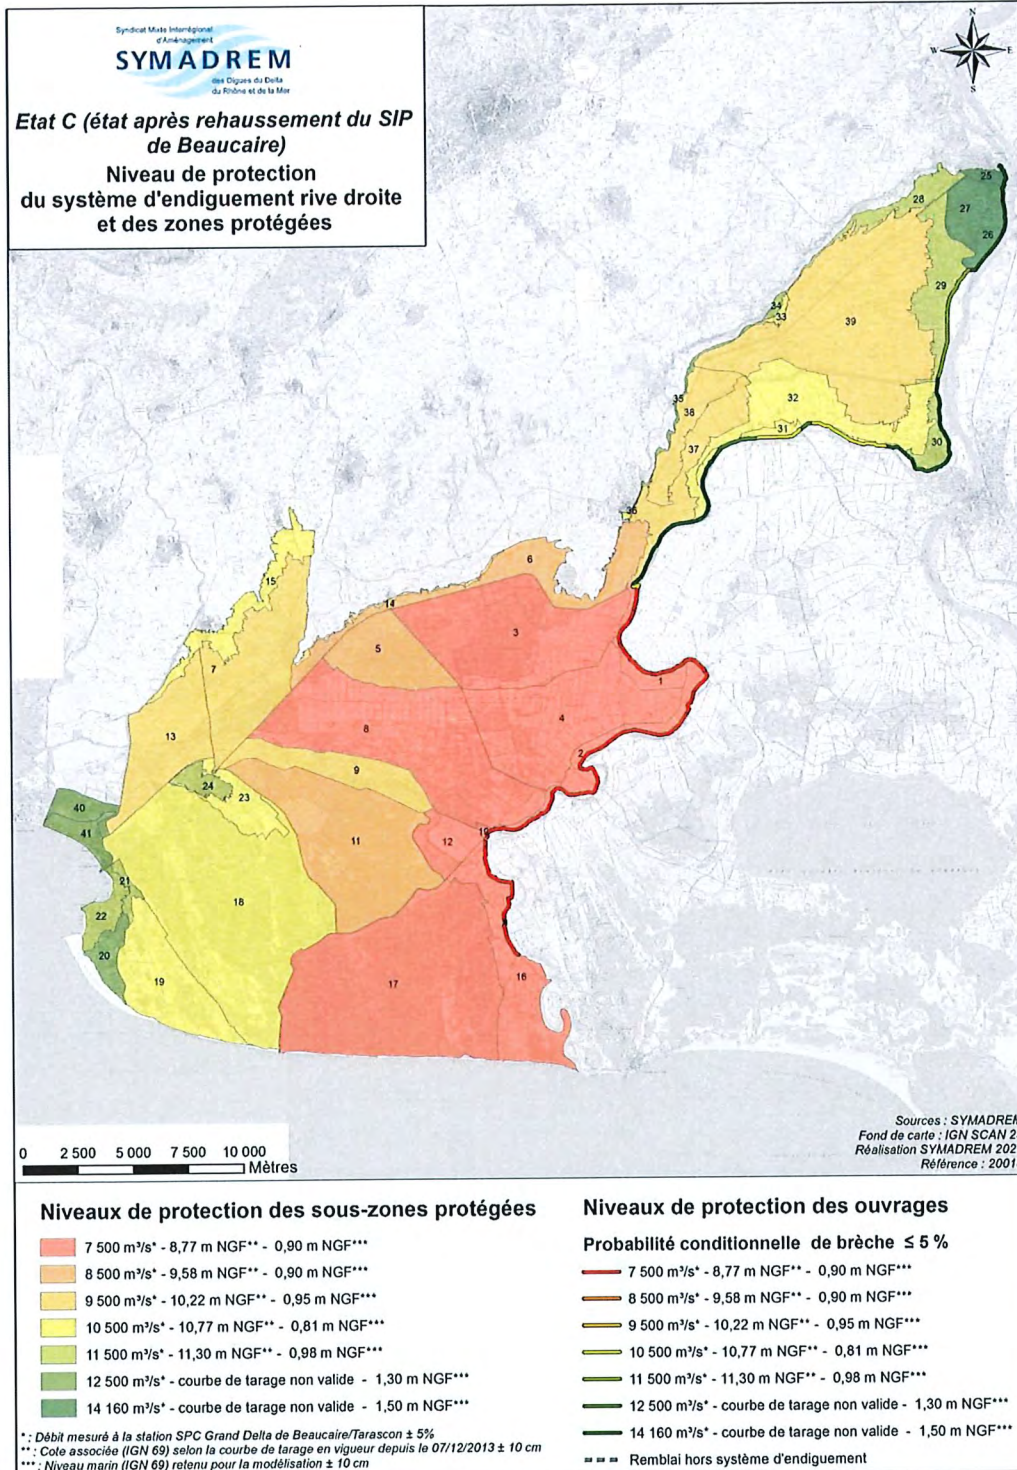 Syndicat Mixte Interrégional
d'Aménagement
SYMADREM
des Digues du Delta
du Rhône et de la Mer
Etat C (état après rehaussement du SIP
de Beaucaire)
Niveau de protection
du système d'endiguement rive droite
et des zones protégées
N
W
E
S
25
28
27
26
29
34
33
39
35
38
32
31
30
37
36
6
15
14
3
5
7
1
4
8
13
2
9
24
23
40
41
10
12
11
21
18
22
20
19
17
16
Sources : SYMADREM
Fond de carte : IGN SCAN 2
Réalisation SYMADREM 202
Référence : 2001
0 2 500 5 000 7 500 10 000
Mètres
Niveaux de protection des sous-zones protégées
7 500 m³/s* - 8,77 m NGF** - 0,90 m NGF***
8 500 m³/s* - 9,58 m NGF** - 0,90 m NGF***
9 500 m³/s* - 10,22 m NGF** - 0,95 m NGF***
10 500 m³/s* - 10,77 m NGF** - 0,81 m NGF***
11 500 m³/s* - 11,30 m NGF** - 0,98 m NGF***
12 500 m³/s* - courbe de tarage non valide - 1,30 m NGF***
14 160 m³/s* - courbe de tarage non valide - 1,50 m NGF***
* : Débit mesuré à la station SPC Grand Delta de Beaucaire/Tarascon ± 5%
** : Cote associée (IGN 69) selon la courbe de tarage en vigueur depuis le 07/12/2013 ± 10 cm
*** : Niveau marin (IGN 69) retenu pour la modélisation ± 10 cm
Niveaux de protection des ouvrages
Probabilité conditionnelle de brèche ≤ 5 %
7 500 m³/s* - 8,77 m NGF** - 0,90 m NGF***
8 500 m³/s* - 9,58 m NGF** - 0,90 m NGF***
9 500 m³/s* - 10,22 m NGF** - 0,95 m NGF***
10 500 m³/s* - 10,77 m NGF** - 0,81 m NGF***
11 500 m³/s* - 11,30 m NGF** - 0,98 m NGF***
12 500 m³/s* - courbe de tarage non valide - 1,30 m NGF***
14 160 m³/s* - courbe de tarage non valide - 1,50 m NGF***
Remblai hors système d'endiguement